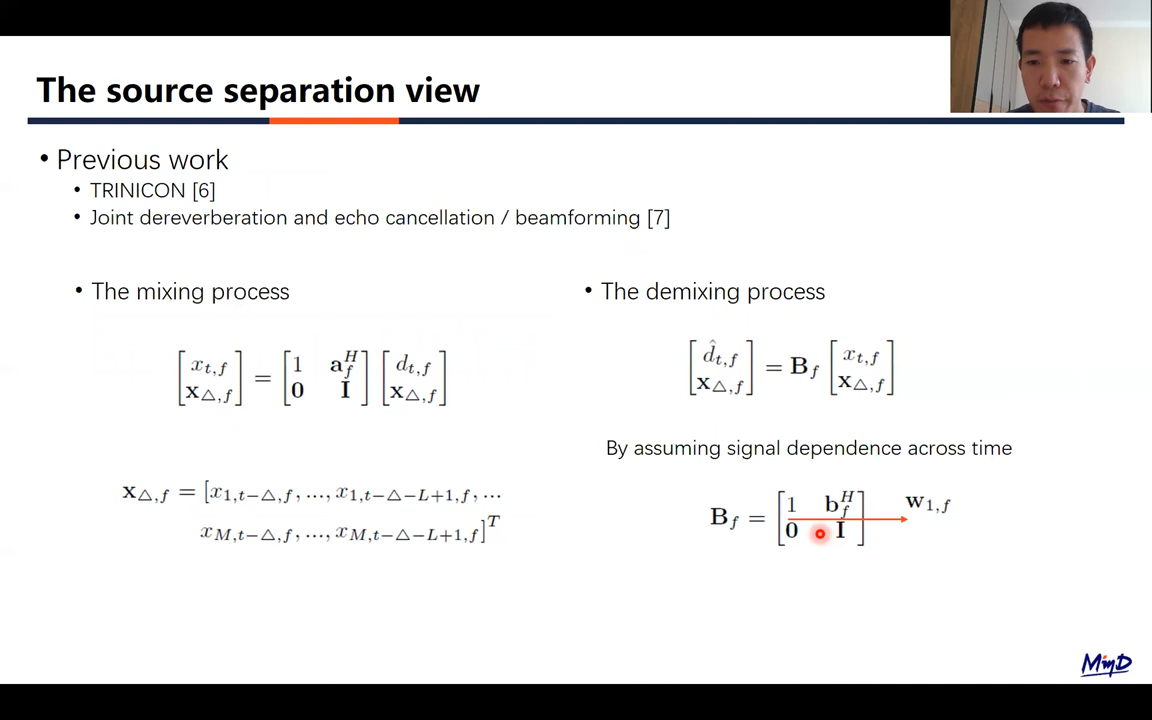 The source separation view
• Previous work
• TRINICON [6]
• Joint dereverberation and echo cancellation / beamforming [7]
• The mixing process
• The demixing process
[x_{t,f}; x_{△,f}] = [1 a_f^H; 0 I] [d_{t,f}; x_{△,f}]
[d̂_{t,f}; x_{△,f}] = B_f [x_{t,f}; x_{△,f}]
By assuming signal dependence across time
x_{△,f} = [x_{1,t−△,f}, ..., x_{1,t−△−L+1,f}, ...
x_{M,t−△,f}, ..., x_{M,t−△−L+1,f}]^T
B_f = [1 b_f^H; 0 I] w_{1,f}
MinD